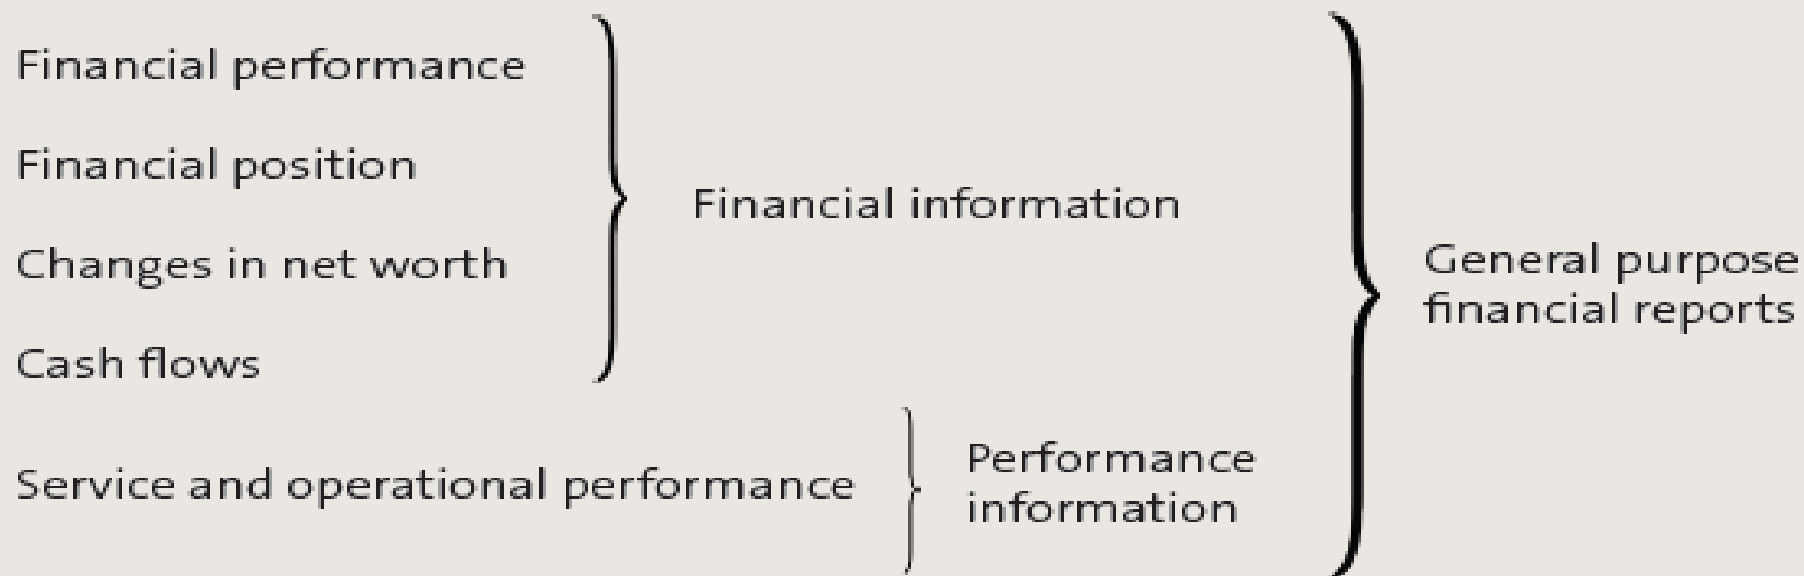 Financial performance
Financial position
Changes in net worth
Cash flows
Financial information
Service and operational performance
Performance
information
General purpose
financial reports